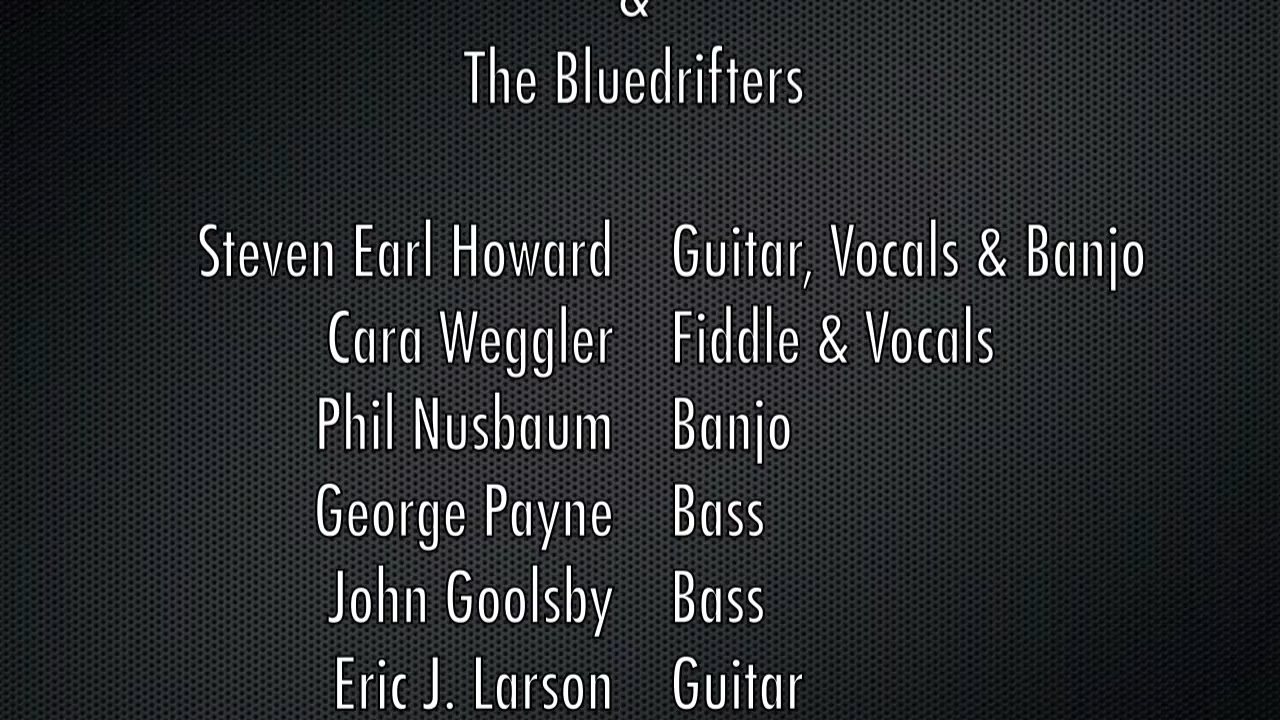 &
The Bluedrifters
Steven Earl Howard Guitar, Vocals & Banjo
Cara Weggler Fiddle & Vocals
Phil Nusbaum Banjo
George Payne Bass
John Goolsby Bass
Eric J. Larson Guitar